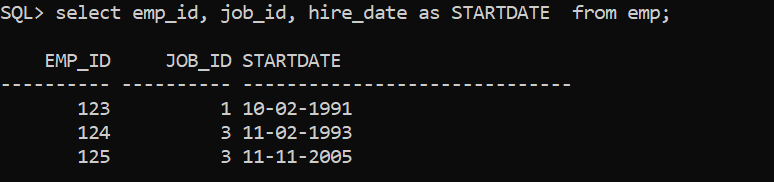 SQL> select emp_id, job_id, hire_date as STARTDATE  from emp;
    EMP_ID     JOB_ID STARTDATE
---------- ---------- ------------------------------
       123          1 10-02-1991
       124          3 11-02-1993
       125          3 11-11-2005